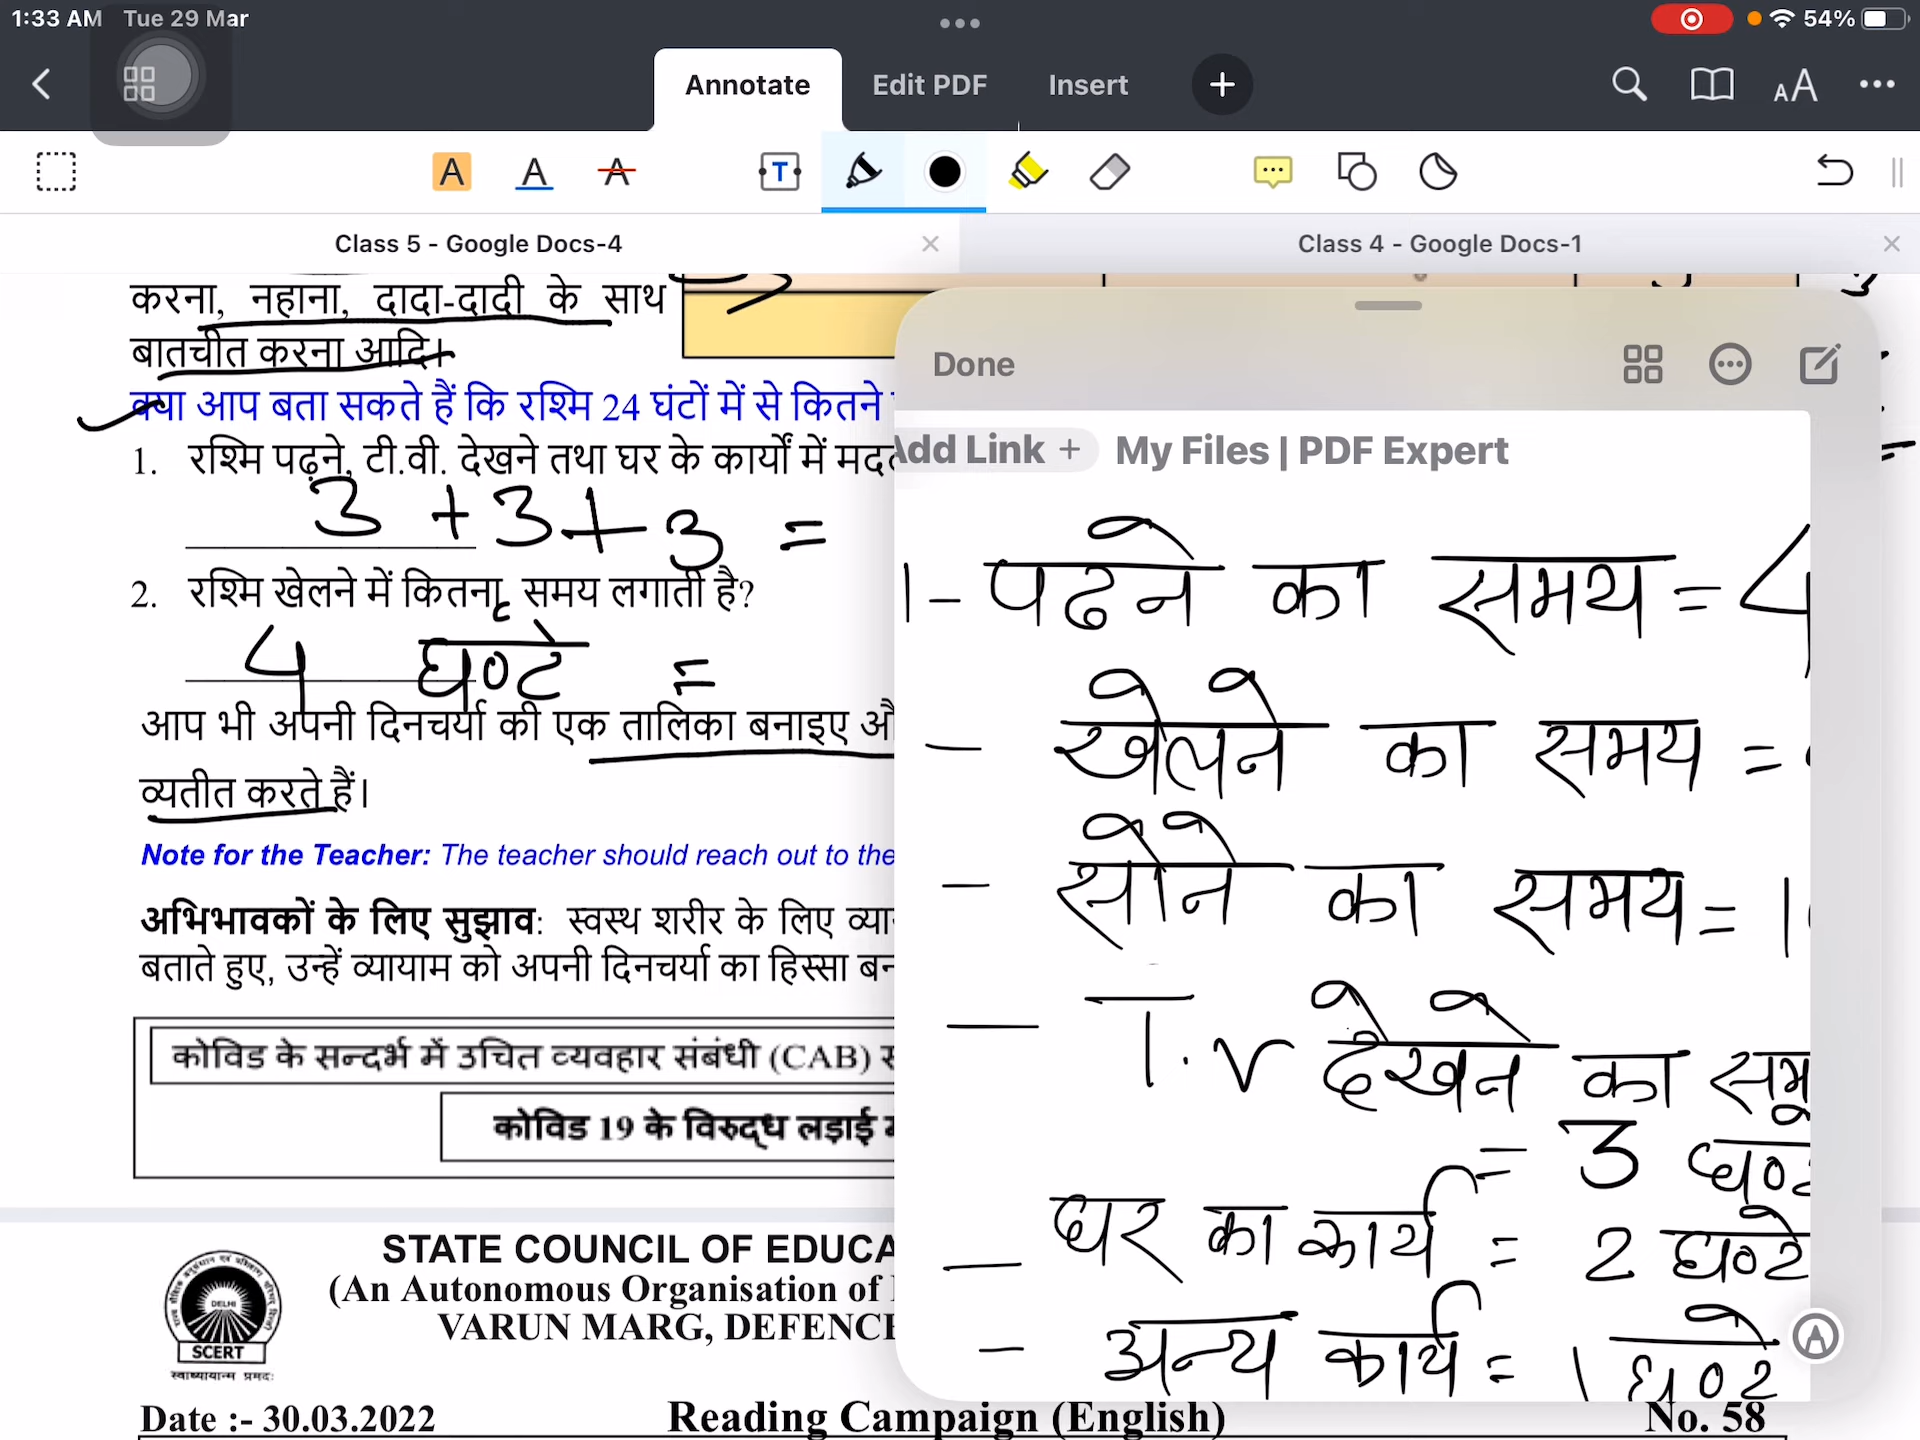 1:33 AM Tue 29 Mar
54%
Annotate Edit PDF Insert
Class 5 - Google Docs-4
Class 4 - Google Docs-1
करना, नहाना, दादा-दादी के साथ
बातचीत करना आदि।
क्या आप बता सकते हैं कि रश्मि 24 घंटों में से कितने
1. रश्मि पढ़ने, टी.वी. देखने तथा घर के कार्यों में
3 + 3 + 3 =
2. रश्मि खेलने में कितना समय लगाती है?
4 घण्टे =
आप भी अपनी दिनचर्या की एक तालिका बनाइए
व्यतीत करते हैं।
Note for the Teacher: The teacher should reach out to the
अभिभावकों के लिए सुझाव: स्वस्थ शरीर के लिए
बताते हुए, उन्हें व्यायाम को अपनी दिनचर्या का हिस्सा
कोविड के सन्दर्भ में उचित व्यवहार संबंधी (CAB)
कोविड 19 के विरुद्ध लड़ाई
STATE COUNCIL OF
(An Autonomous Organisation of
VARUN MARG,
DELHI
SCERT
Date :- 30.03.2022 Reading Campaign (English) No. 58
Done
Add Link + My Files | PDF Expert
1 - पढने का समय = 4
- खेलने का समय =
- सोने का समय =
- T.V देखने का
= 3
- घर का कार्य = 2 घण्टे
- अन्य कार्य = 1 घण्टे